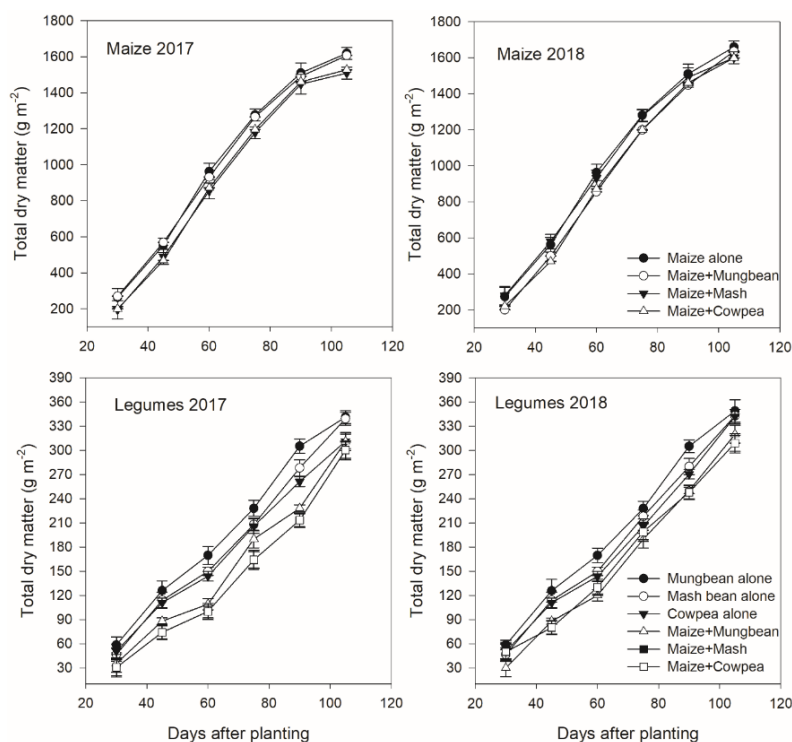 Maize 2017
Total dry matter (g m-2)
1800
1600
1400
1200
1000
800
600
400
200
20 40 60 80 100 120
Maize 2018
Total dry matter (g m-2)
1800
1600
1400
1200
1000
800
600
400
200
Maize alone
Maize+Mungbean
Maize+Mash
Maize+Cowpea
20 40 60 80 100 120
Legumes 2017
Total dry matter (g m-2)
390
360
330
300
270
240
210
180
150
120
90
60
30
20 40 60 80 100 120
Days after planting
Legumes 2018
Total dry matter (g m-2)
390
360
330
300
270
240
210
180
150
120
90
60
30
Mungbean alone
Mash bean alone
Cowpea alone
Maize+Mungbean
Maize+Mash
Maize+Cowpea
20 40 60 80 100 120
Days after planting